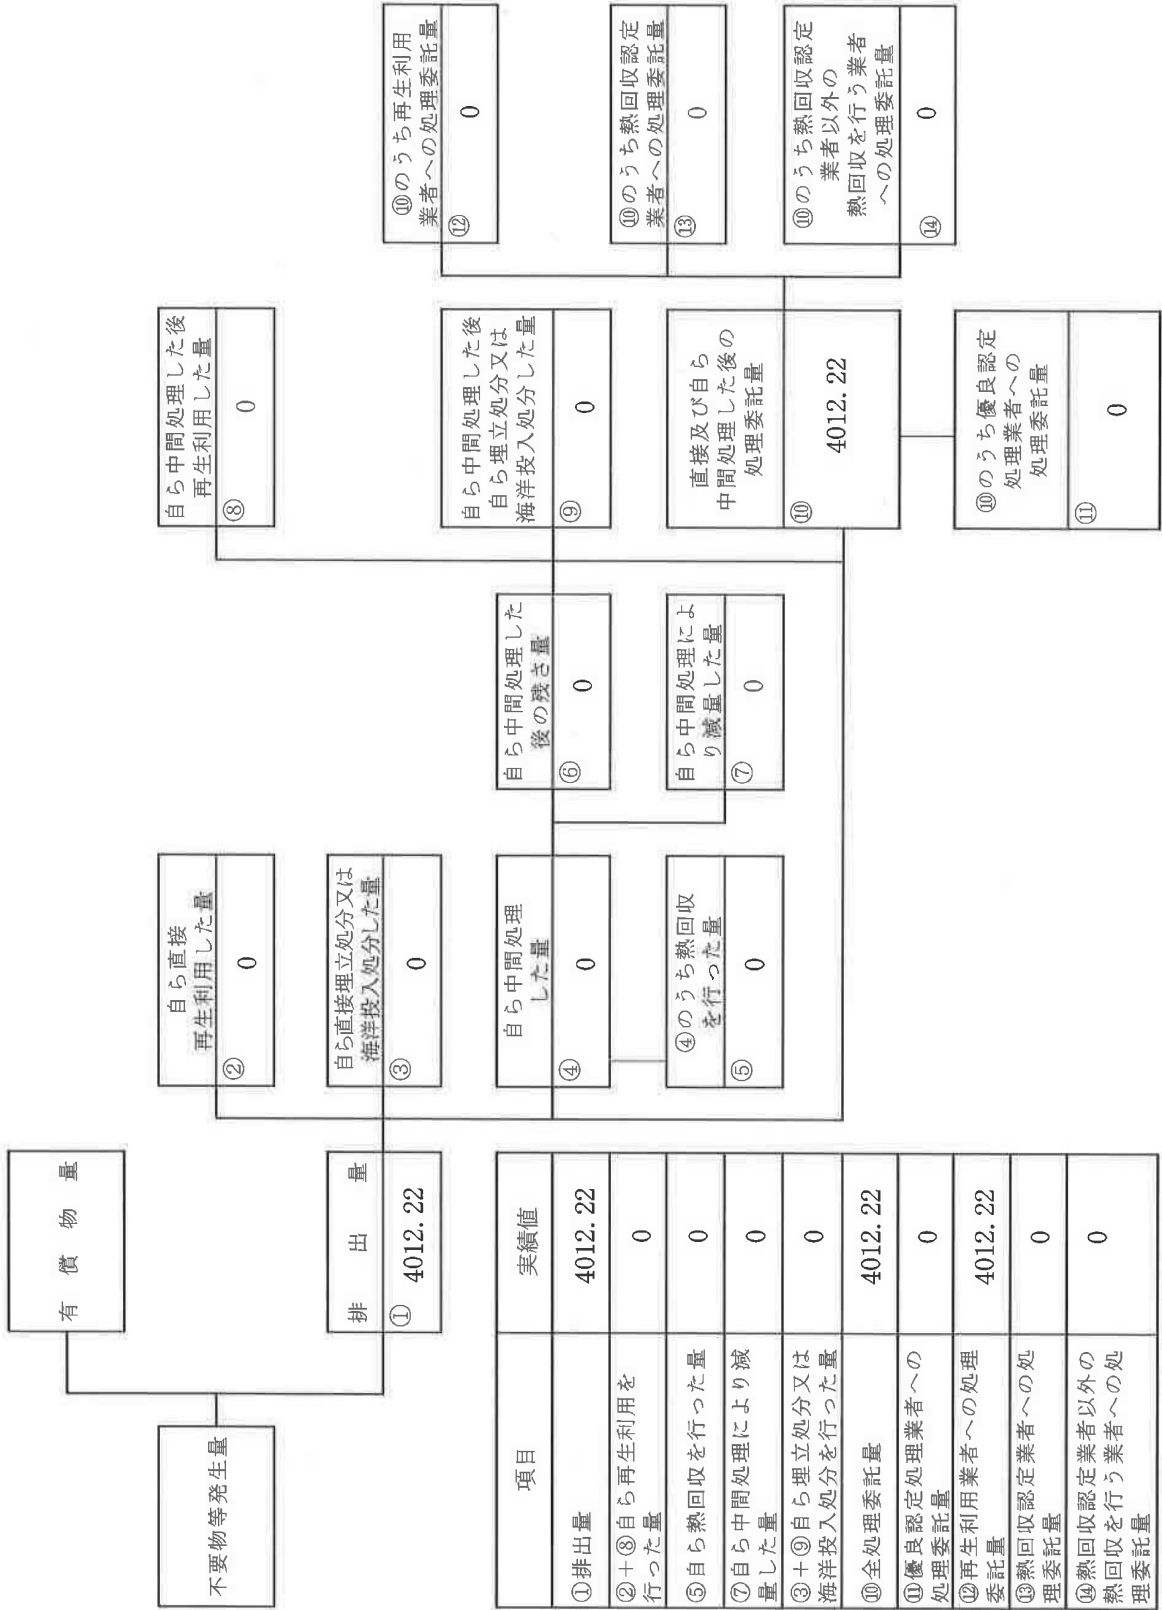 不要物等発生量
有償物量
排出量
① 4012.22
自ら直接
再生利用した量
② 0
自ら直接埋立処分又は
海洋投入処分した量
③ 0
自ら中間処理
した量
④ 0
④のうち熱回収
を行った量
⑤ 0
自ら中間処理した
後の残さ量
⑥ 0
自ら中間処理によ
り減量した量
⑦ 0
自ら中間処理した後
再生利用した量
⑧ 0
自ら中間処理した後
自ら埋立処分又は
海洋投入処分した量
⑨ 0
直接及び自ら
中間処理した後の
処理委託量
⑩ 4012.22
⑩のうち優良認定
処理業者への
処理委託量
⑪ 0
⑩のうち再生利用
業者への処理委託量
⑫ 0
⑩のうち熱回収認定
業者への処理委託量
⑬ 0
⑩のうち熱回収認定
業者以外の
熱回収を行う業者
への処理委託量
⑭ 0
項目 実績値
①排出量 4012.22
②+⑧自ら再生利用を
行った量 0
⑤自ら熱回収を行った量 0
⑦自ら中間処理により減
量した量 0
③+⑨自ら埋立処分又は
海洋投入処分を行った量 0
⑩全処理委託量 4012.22
⑪優良認定処理業者への
処理委託量 0
⑫再生利用業者への処理
委託量 4012.22
⑬熱回収認定業者への処
理委託量 0
⑭熱回収認定業者以外の
熱回収を行う業者への処
理委託量 0